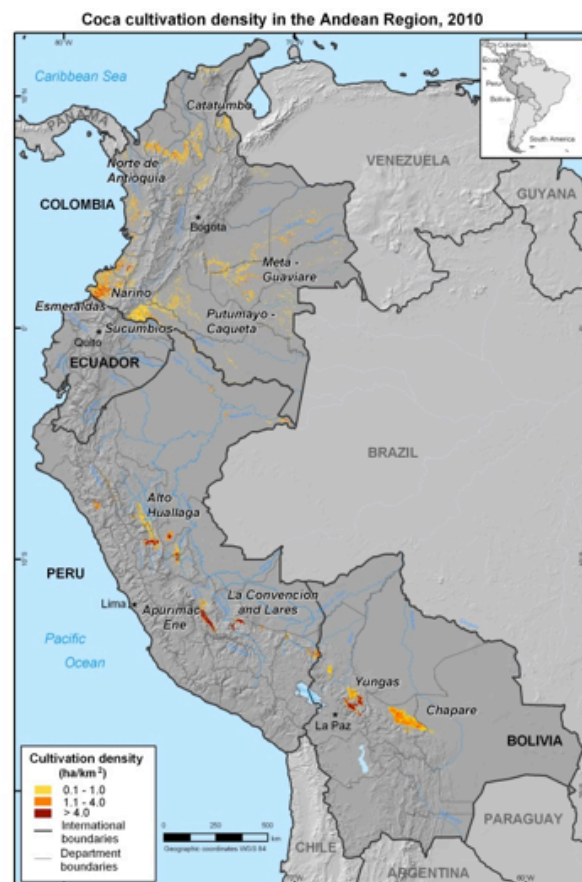 Coca cultivation density in the Andean Region, 2010
Caribbean Sea
PANAMA
Catatumbo
Norte de
Antioquia
COLOMBIA
Bogota
VENEZUELA
GUYANA
Meta -
Guaviare
Narino
Esmeraldas
Sucumbios
Putumayo -
Caqueta
Quito
ECUADOR
BRAZIL
Alto
Huallaga
PERU
Lima
Apurimac
Ene
La Convencion
and Lares
Pacific
Ocean
Yungas
La Paz
Chapare
BOLIVIA
PARAGUAY
CHILE
ARGENTINA
Colombia
Ecuador
Peru
Bolivia
South America
Cultivation density
(ha/km²)
0.1 - 1.0
1.1 - 4.0
> 4.0
International
boundaries
Department
boundaries
0 125 250 500
km
Geographic coordinates WGS 84